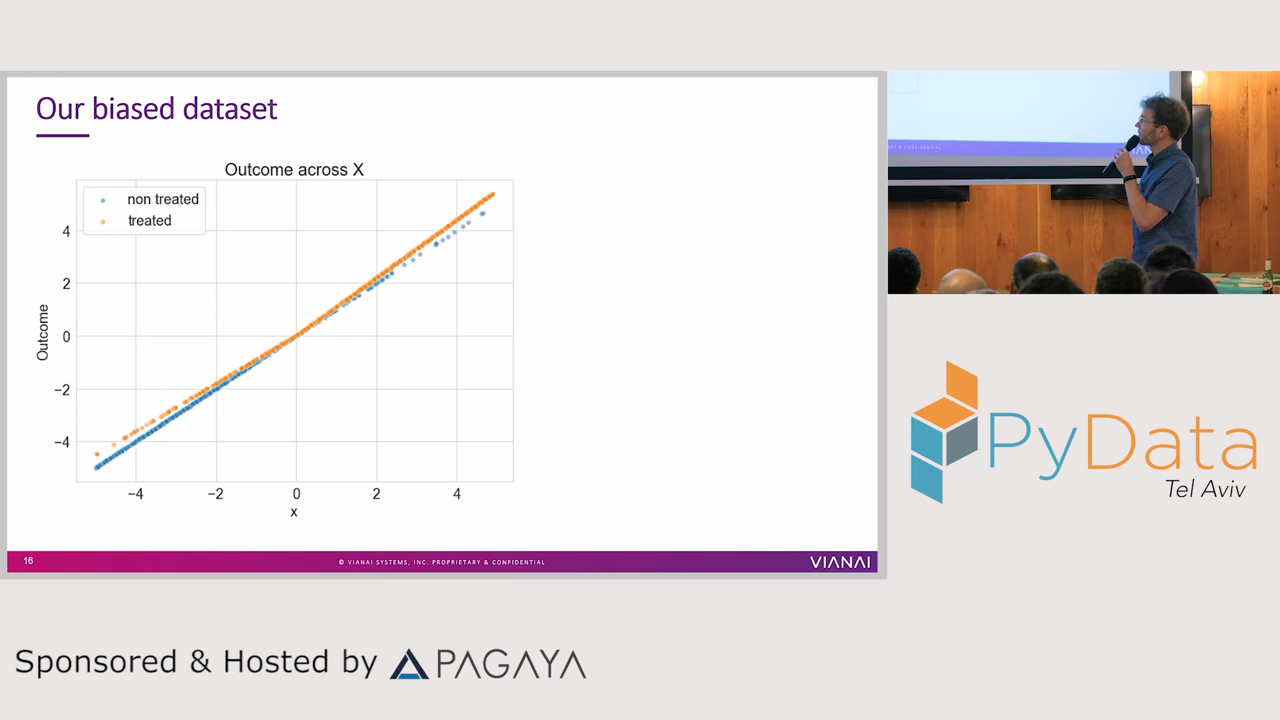 Our biased dataset
Outcome across X
non treated
treated
Outcome
4
2
0
−2
−4
−4
−2
0
2
4
x
16
© VIANAI SYSTEMS, INC. PROPRIETARY & CONFIDENTIAL
VIANAI
PyData
Tel Aviv
Sponsored & Hosted by PAGAYA